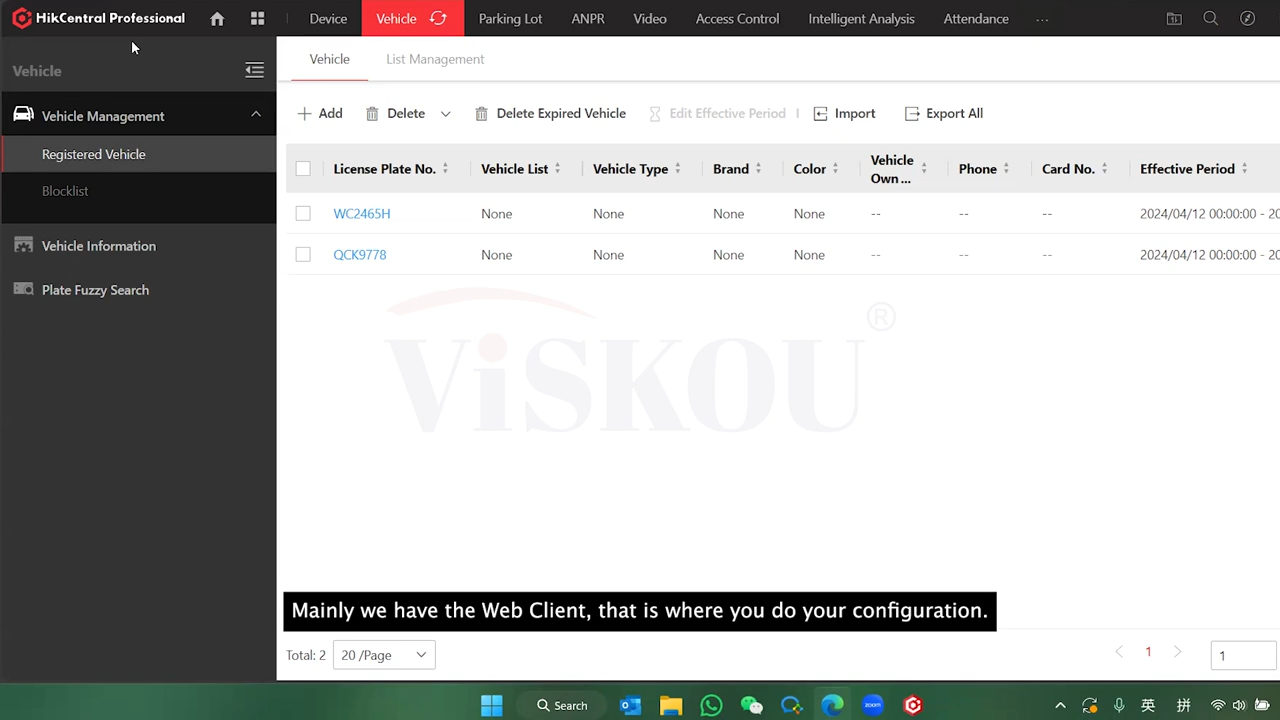 HikCentral Professional
Device
Vehicle
Parking Lot
ANPR
Video
Access Control
Intelligent Analysis
Attendance
...
Vehicle
Vehicle Management
Registered Vehicle
Blocklist
Vehicle Information
Plate Fuzzy Search
Vehicle
List Management
Add
Delete
Delete Expired Vehicle
Edit Effective Period
Import
Export All
License Plate No. Vehicle List Vehicle Type Brand Color Vehicle Own ... Phone Card No. Effective Period
WC2465H None None None None -- -- -- 2024/04/12 00:00:00 - 20
QCK9778 None None None None -- -- -- 2024/04/12 00:00:00 - 20
ViSKOU ®
Mainly we have the Web Client, that is where you do your configuration.
Total: 2 20 /Page 1 1
Search
zoom
英 拼